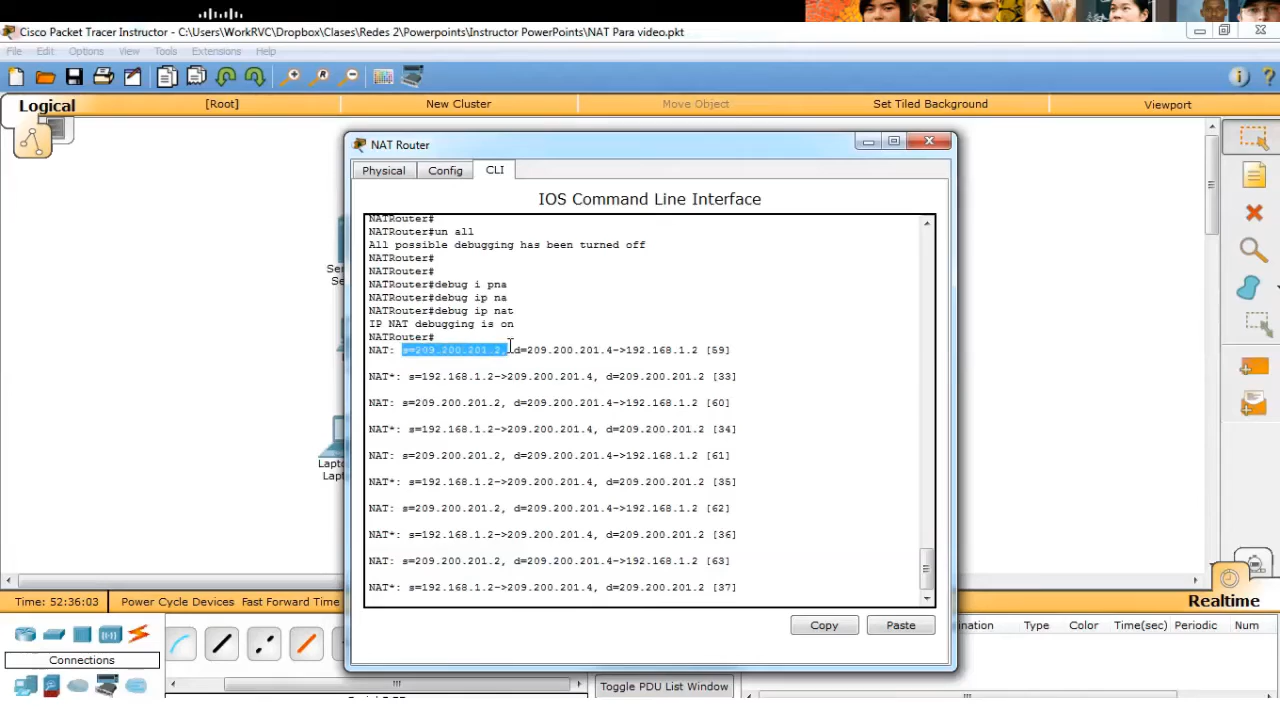 Cisco Packet Tracer Instructor - C:\Users\WorkRVC\Dropbox\Clases\Redes 2\Powerpoints\Instructor PowerPoints\NAT Para video.pkt
File Edit Options View Tools Extensions Help
Logical [Root] New Cluster Move Object Set Tiled Background Viewport
NAT Router
Physical Config CLI
IOS Command Line Interface
NATRouter#
NATRouter#un all
All possible debugging has been turned off
NATRouter#
NATRouter#
NATRouter#debug i pna
NATRouter#debug ip na
NATRouter#debug ip nat
IP NAT debugging is on
NATRouter#
NAT: s=209.200.201.2, d=209.200.201.4->192.168.1.2 [59]
NAT*: s=192.168.1.2->209.200.201.4, d=209.200.201.2 [33]
NAT: s=209.200.201.2, d=209.200.201.4->192.168.1.2 [60]
NAT*: s=192.168.1.2->209.200.201.4, d=209.200.201.2 [34]
NAT: s=209.200.201.2, d=209.200.201.4->192.168.1.2 [61]
NAT*: s=192.168.1.2->209.200.201.4, d=209.200.201.2 [35]
NAT: s=209.200.201.2, d=209.200.201.4->192.168.1.2 [62]
NAT*: s=192.168.1.2->209.200.201.4, d=209.200.201.2 [36]
NAT: s=209.200.201.2, d=209.200.201.4->192.168.1.2 [63]
NAT*: s=192.168.1.2->209.200.201.4, d=209.200.201.2 [37]
Copy Paste
Ser
Se
Lapt
Lapt
Time: 52:36:03 Power Cycle Devices Fast Forward Time
Realtime
Connections
ination Type Color Time(sec) Periodic Num
Toggle PDU List Window